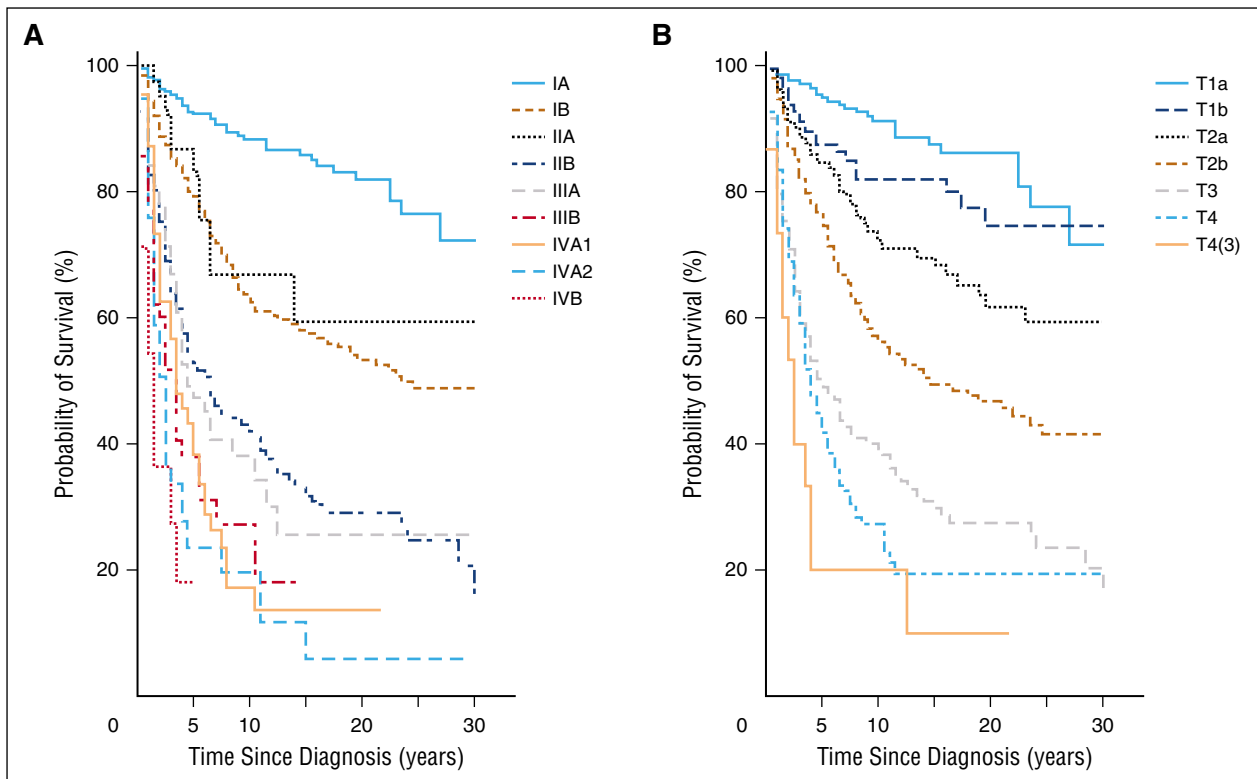 A
Probability of Survival (%)
100
80
60
40
20
0
5
10
20
30
Time Since Diagnosis (years)
IA
IB
IIA
IIB
IIIA
IIIB
IVA1
IVA2
IVB
B
Probability of Survival (%)
100
80
60
40
20
0
5
10
20
30
Time Since Diagnosis (years)
T1a
T1b
T2a
T2b
T3
T4
T4(3)